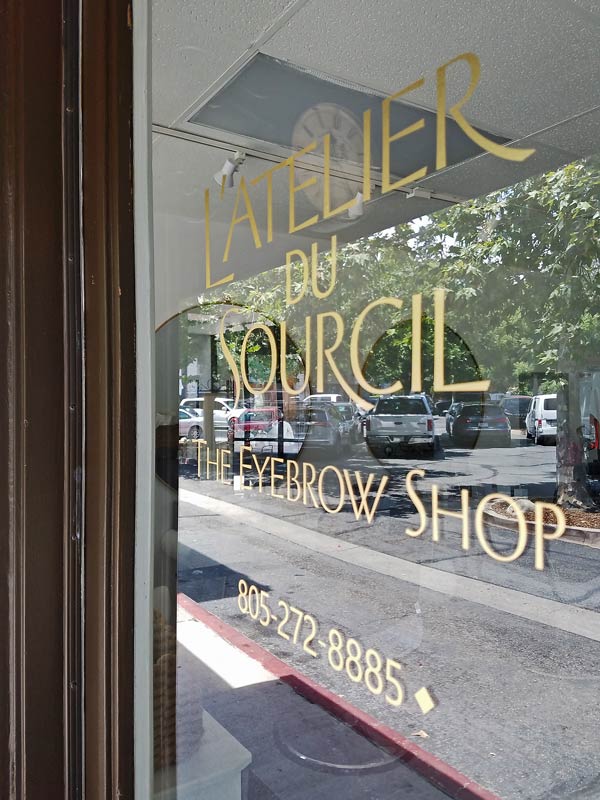 L'ATELIER
DU
SOURCIL
THE EYEBROW SHOP
805-272-8885